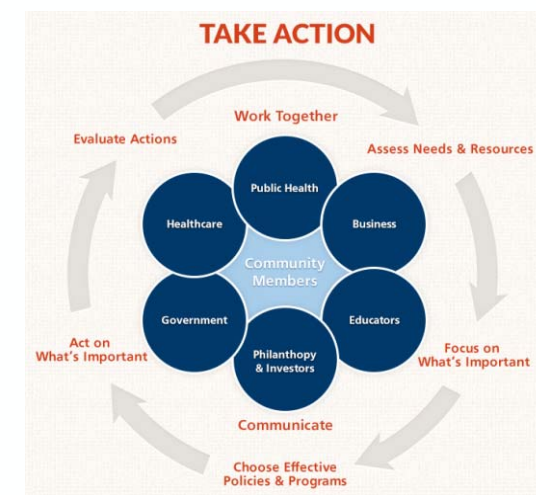 TAKE ACTION
Work Together
Evaluate Actions
Assess Needs & Resources
Public Health
Healthcare
Business
Community
Members
Government
Educators
Philanthopy
& Investors
Act on
What's Important
Focus on
What's Important
Communicate
Choose Effective
Policies & Programs